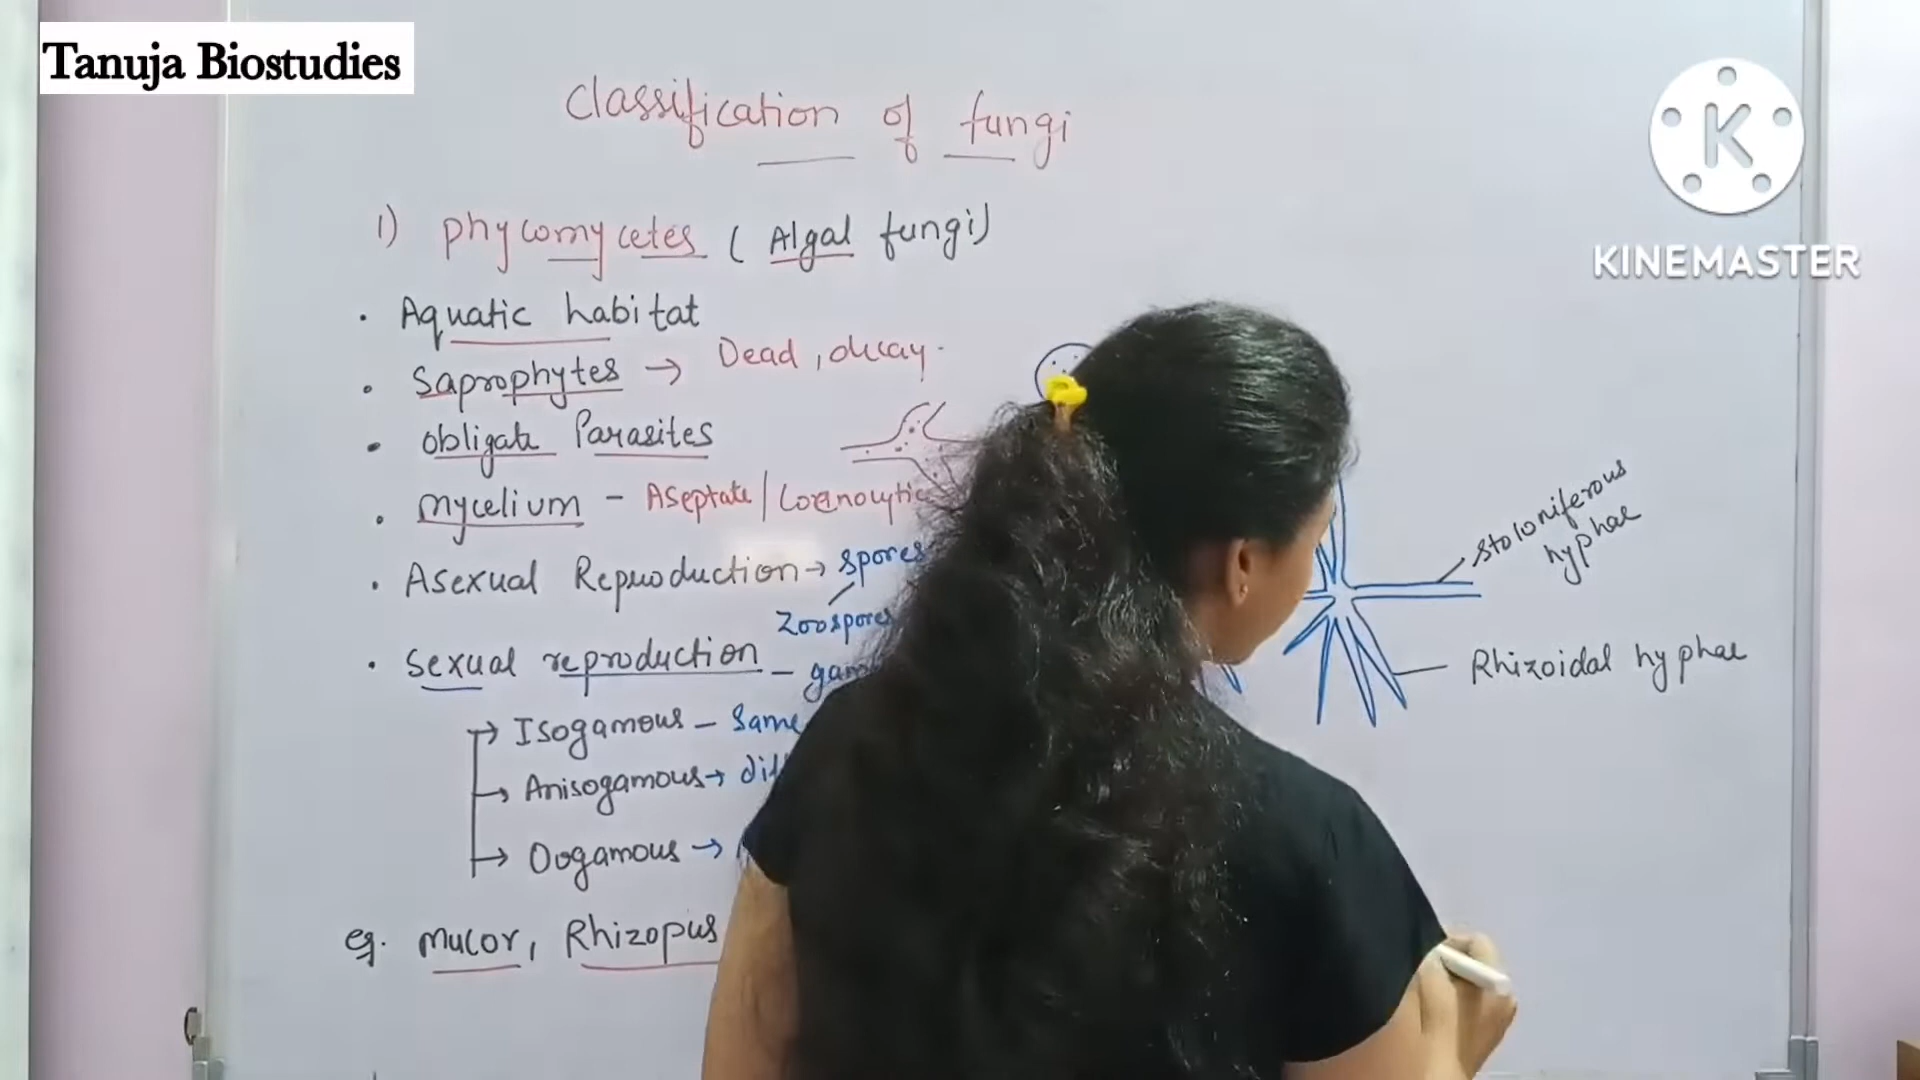 Tanuja Biostudies
K
KINEMASTER
Classification of fungi
1) Phycomycetes (Algal fungi)
. Aquatic habitat
. Saprophytes → Dead, decay.
. obligate Parasites
. mycelium - Aseptate/Coenocytic
. Asexual Reproduction → spores
Zoospores
. Sexual reproduction -
→ Isogamous - Same
→ Anisogamous →
→ Oogamous →
eg. Mucor, Rhizopus
Stoloniferous
hyphae
Rhizoidal hyphae